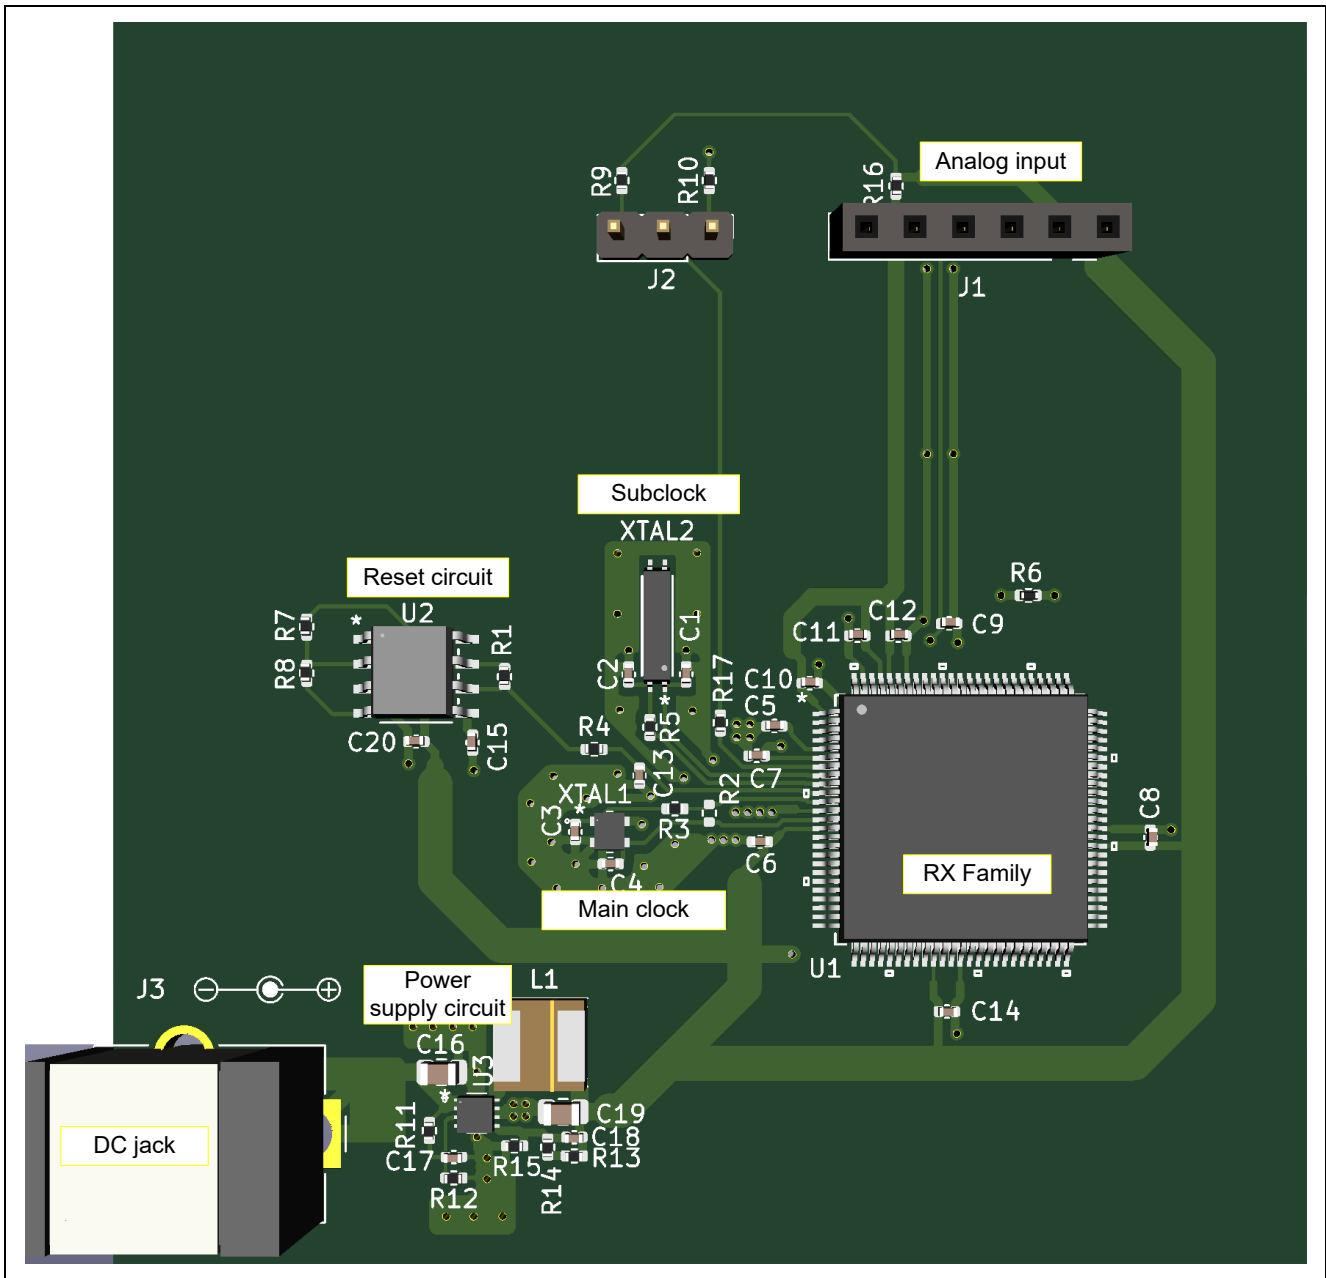 Analog input
R9
R10
R16
J2
J1
Subclock
XTAL2
Reset circuit
U2
R6
R7
R1
C1
C12
C9
C11
R8
C2
R17
C10
*
*
*
C5
R5
R4
C20
C15
C7
C13
XTAL1
*
R2
C3
R3
C8
C6
C4
RX Family
Main clock
U1
Power
supply circuit
L1
J3
C14
C16
U3
*
C19
R11
C18
DC jack
C17
R15
R13
R14
R12